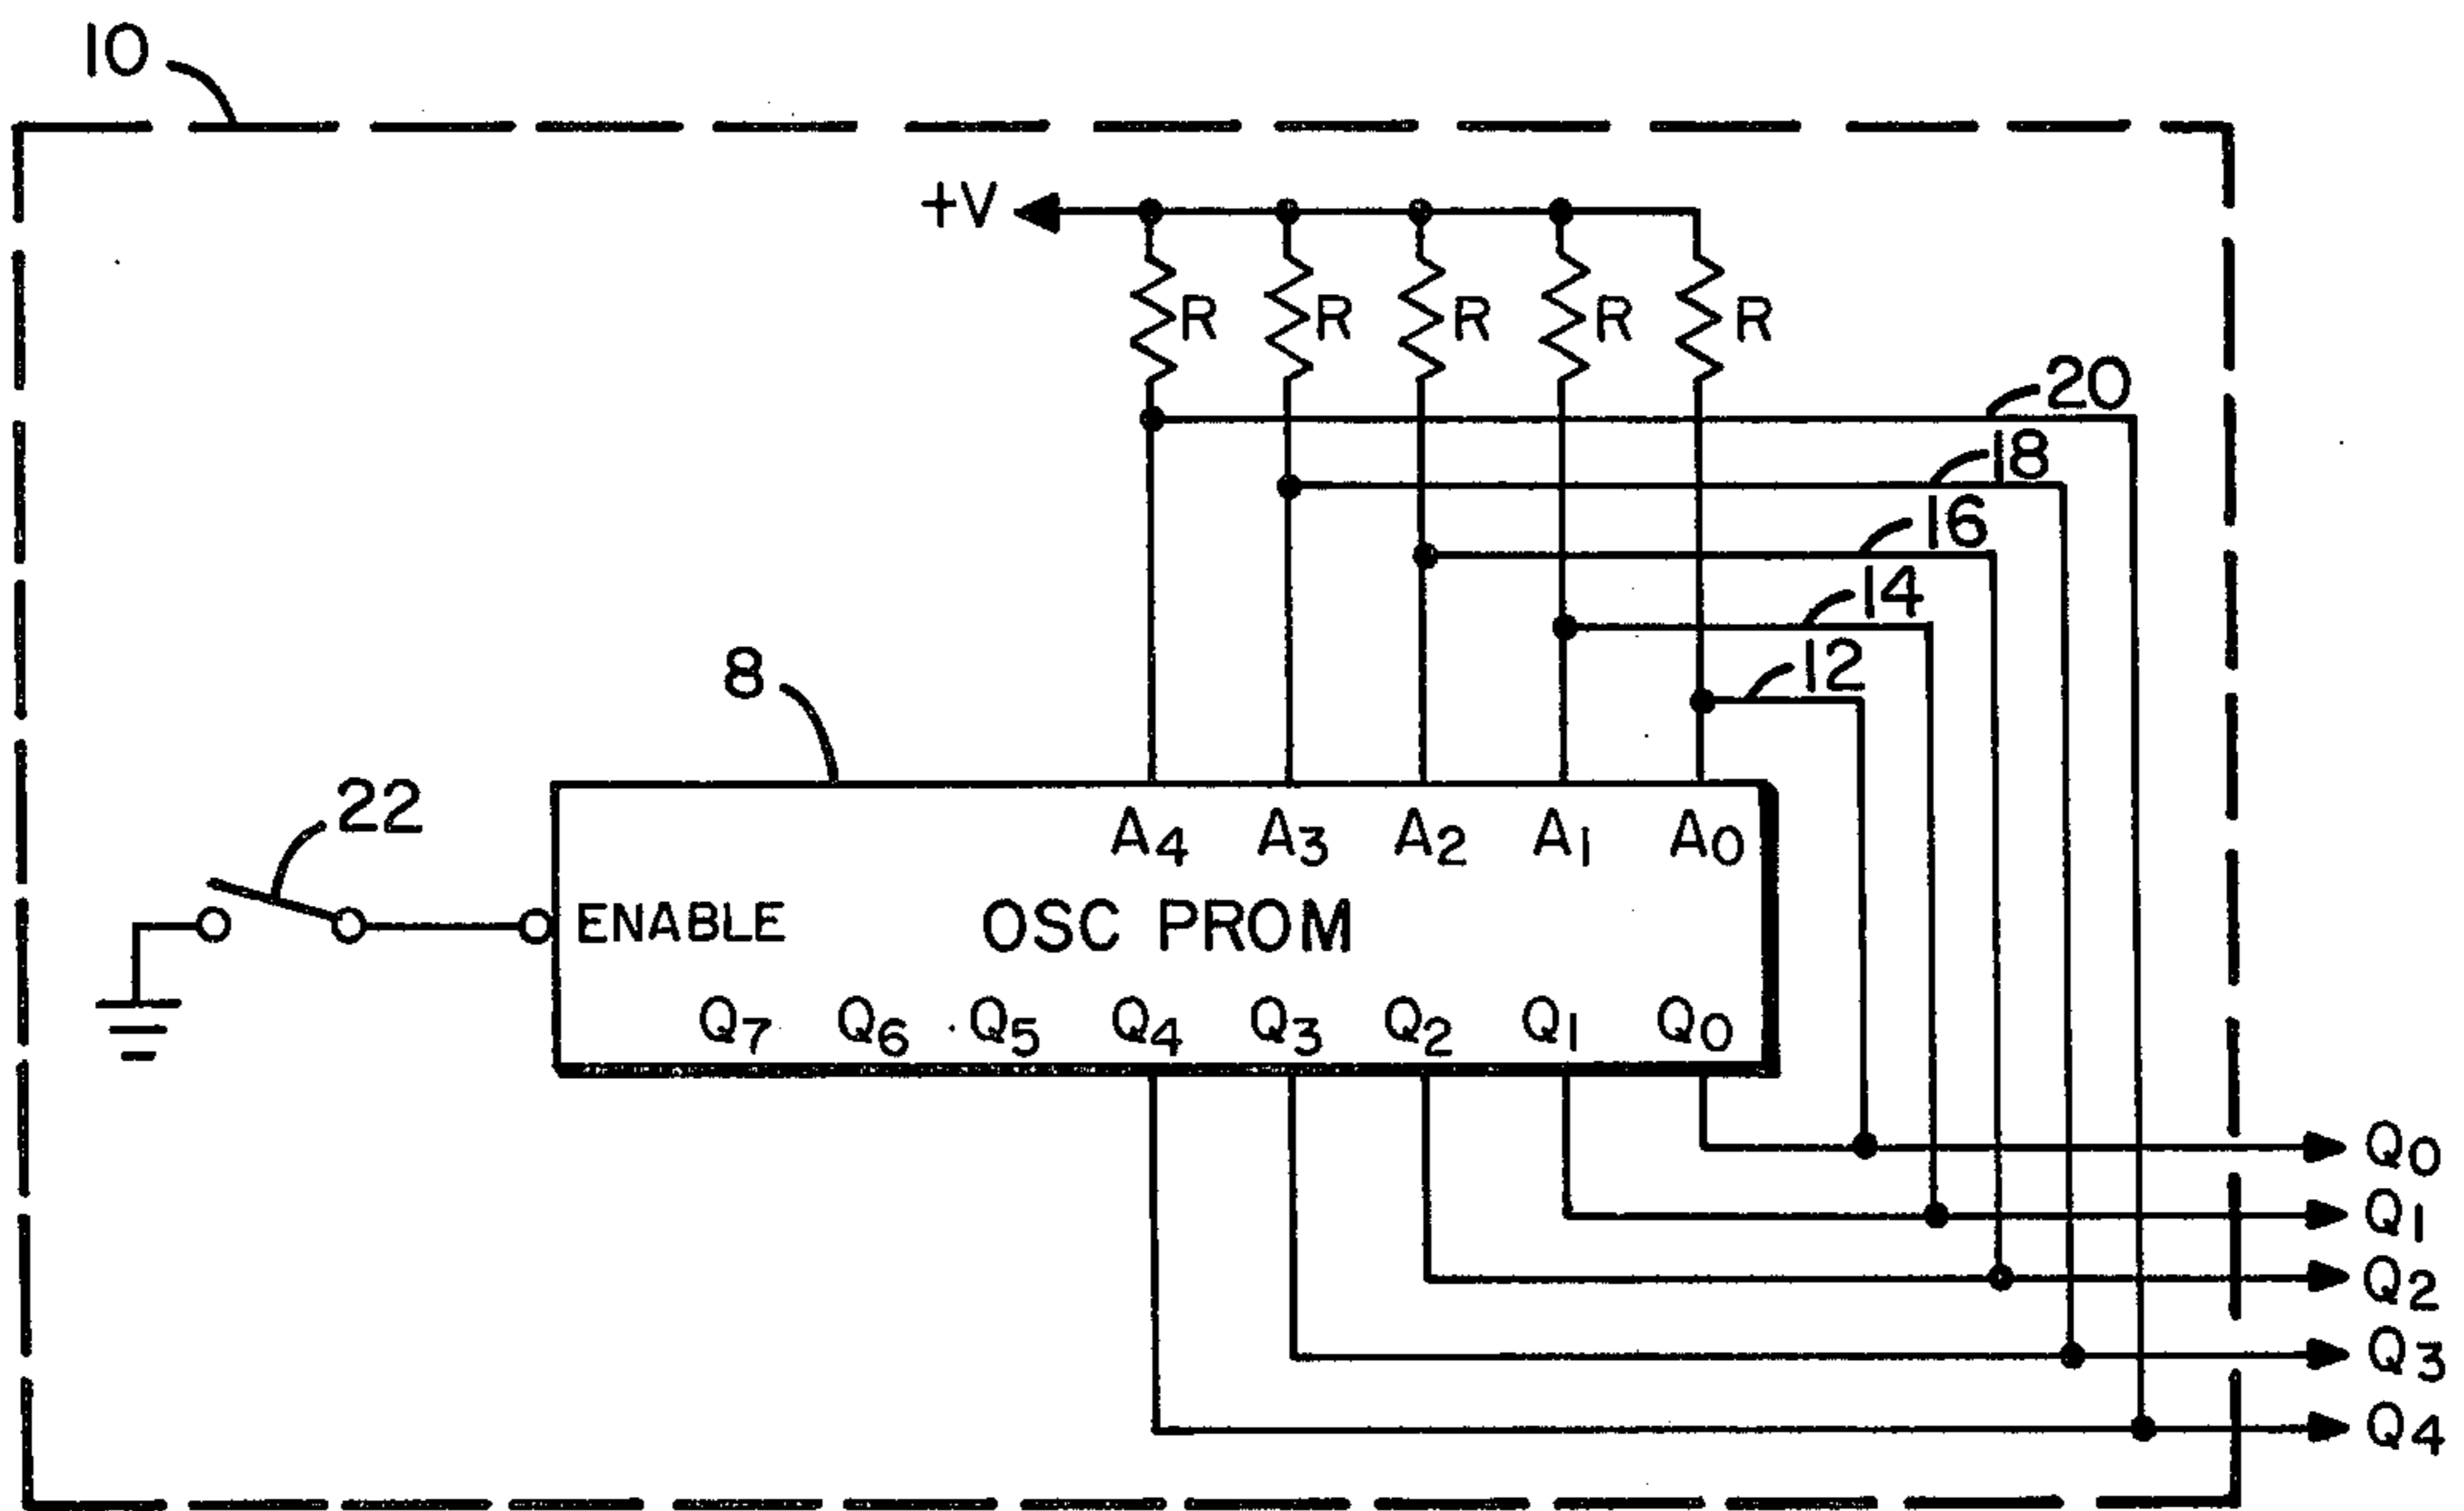 10
+V
R R R R R
20
18
16
14
12
8
22
A4 A3 A2 A1 A0
ENABLE OSC PROM
Q7 Q6 Q5 Q4 Q3 Q2 Q1 Q0
Q0
Q1
Q2
Q3
Q4